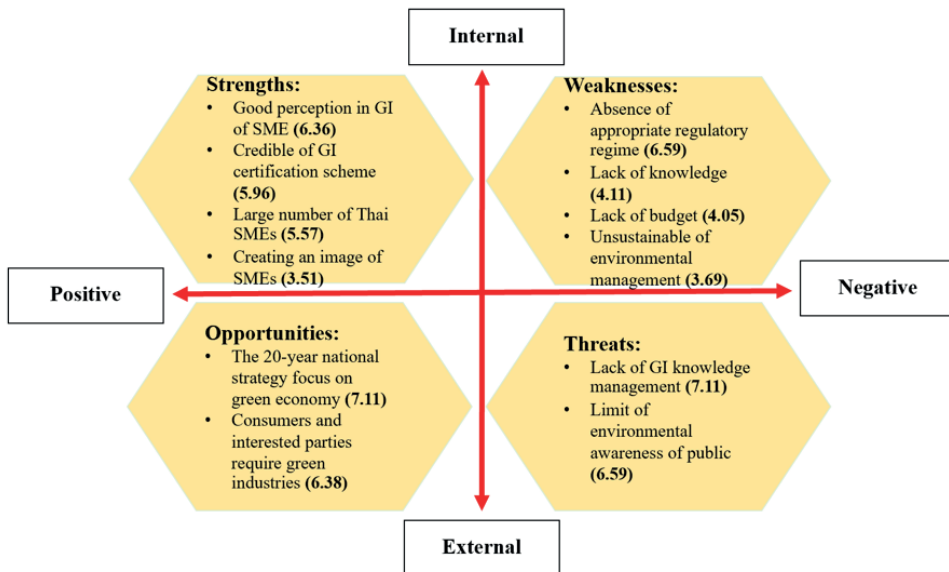 Internal
Strengths:
• Good perception in GI
of SME (6.36)
• Credible of GI
certification scheme
(5.96)
• Large number of Thai
SMEs (5.57)
• Creating an image of
SMEs (3.51)
Weaknesses:
• Absence of
appropriate regulatory
regime (6.59)
• Lack of knowledge
(4.11)
• Lack of budget (4.05)
• Unsustainable of
environmental
management (3.69)
Positive
Negative
Opportunities:
• The 20-year national
strategy focus on
green economy (7.11)
• Consumers and
interested parties
require green
industries (6.38)
Threats:
• Lack of GI knowledge
management (7.11)
• Limit of
environmental
awareness of public
(6.59)
External